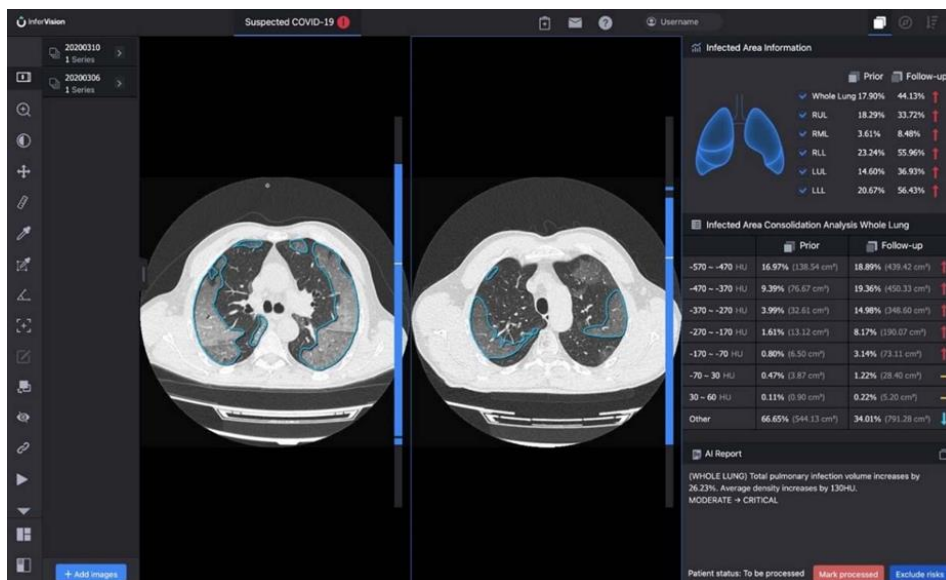 InferVision
Suspected COVID-19 !
?
Username
20200310
1 Series
20200306
1 Series
+ Add images
Infected Area Information
Prior Follow-up
Whole Lung 17.90% 44.13%
RUL 18.29% 33.72%
RML 3.61% 8.48%
RLL 23.24% 55.96%
LUL 14.60% 36.93%
LLL 20.67% 56.43%
Infected Area Consolidation Analysis Whole Lung
Prior Follow-up
-570 ~ -470 HU 16.97% (138.54 cm³) 18.89% (439.42 cm³)
-470 ~ -370 HU 9.39% (76.67 cm³) 19.36% (450.33 cm³)
-370 ~ -270 HU 3.99% (32.61 cm³) 14.98% (348.60 cm³)
-270 ~ -170 HU 1.61% (13.12 cm³) 8.17% (190.07 cm³)
-170 ~ -70 HU 0.80% (6.50 cm³) 3.14% (73.11 cm³)
-70 ~ 30 HU 0.47% (3.87 cm³) 1.22% (28.40 cm³)
30 ~ 60 HU 0.11% (0.90 cm³) 0.22% (5.20 cm³)
Other 66.65% (544.13 cm³) 34.01% (791.28 cm³)
AI Report
(WHOLE LUNG) Total pulmonary infection volume increases by
26.23%. Average density increases by 130HU.
MODERATE → CRITICAL
Patient status: To be processed Mark processed Exclude risks